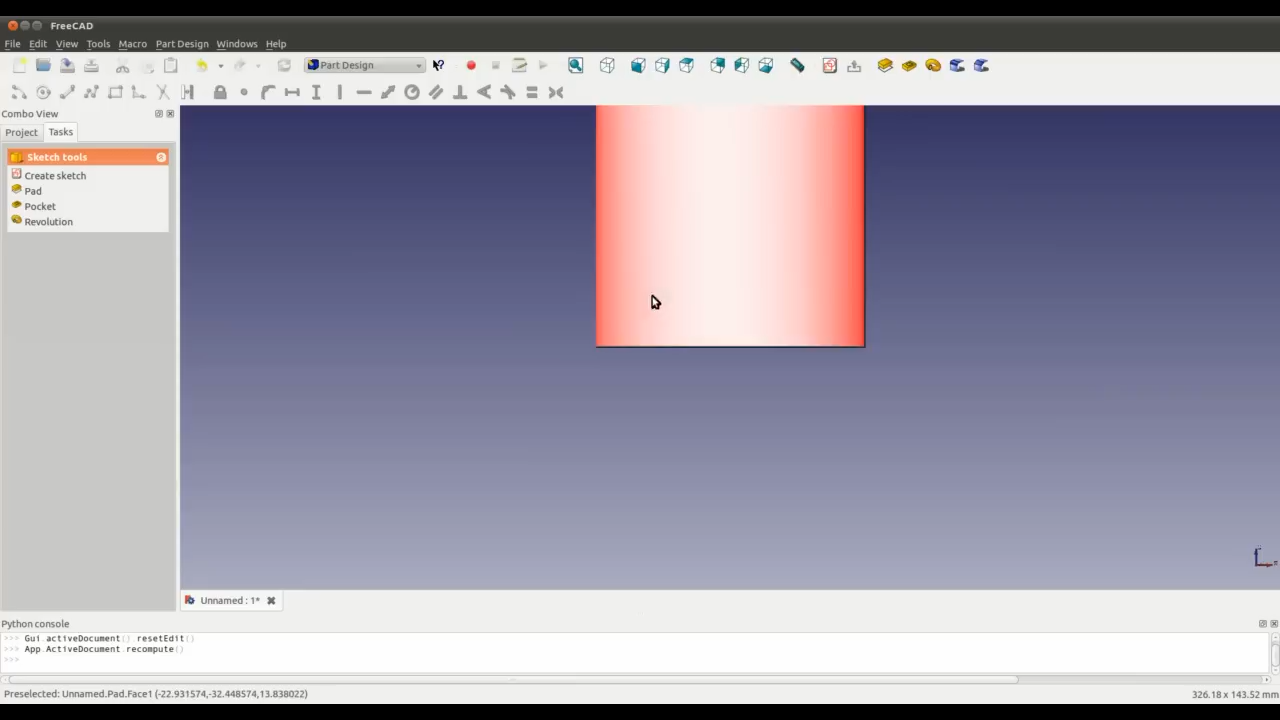 FreeCAD
File Edit View Tools Macro Part Design Windows Help
Part Design
Combo View
Project Tasks
Sketch tools
Create sketch
Pad
Pocket
Revolution
Unnamed : 1*
Python console
>>> Gui.activeDocument().resetEdit()
>>> App.ActiveDocument.recompute()
>>>
Preselected: Unnamed.Pad.Face1 (-22.931574,-32.448574,13.838022) 326.18 x 143.52 mm